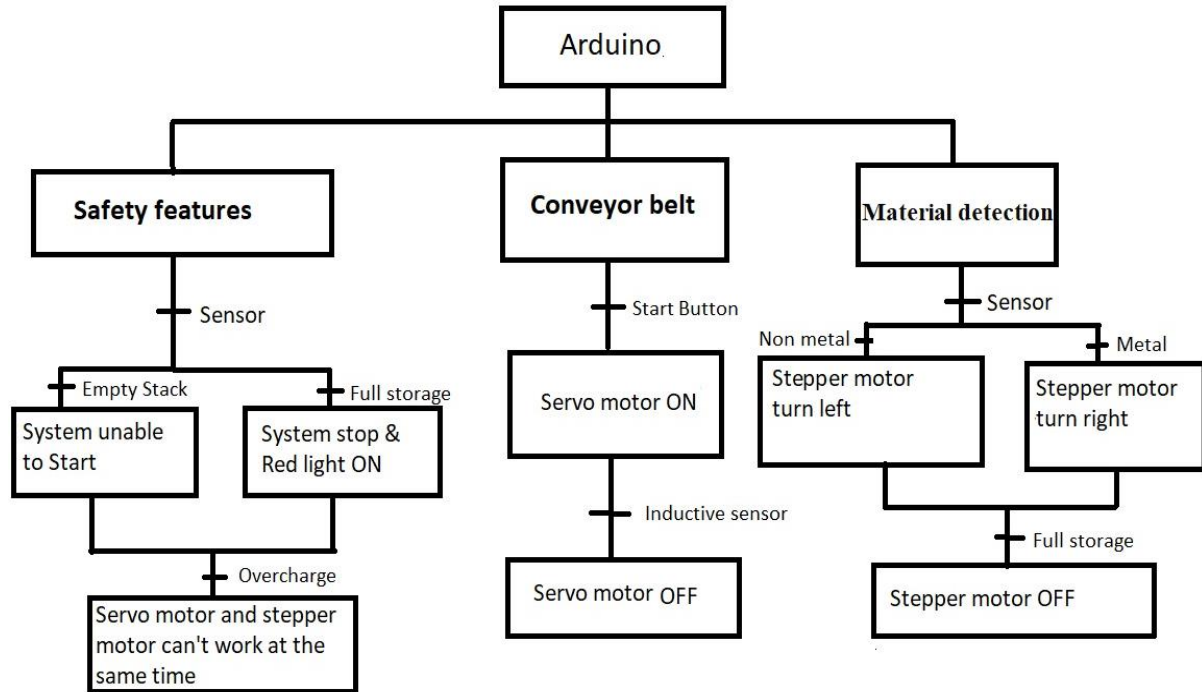 Arduino
Safety features
Conveyor belt
Material detection
Sensor
Start Button
Sensor
Non metal
Metal
Empty Stack
Full storage
System unable
to Start
System stop &
Red light ON
Servo motor ON
Stepper motor
turn left
Stepper motor
turn right
Inductive sensor
Full storage
Overcharge
Servo motor and stepper
motor can't work at the
same time
Servo motor OFF
Stepper motor OFF